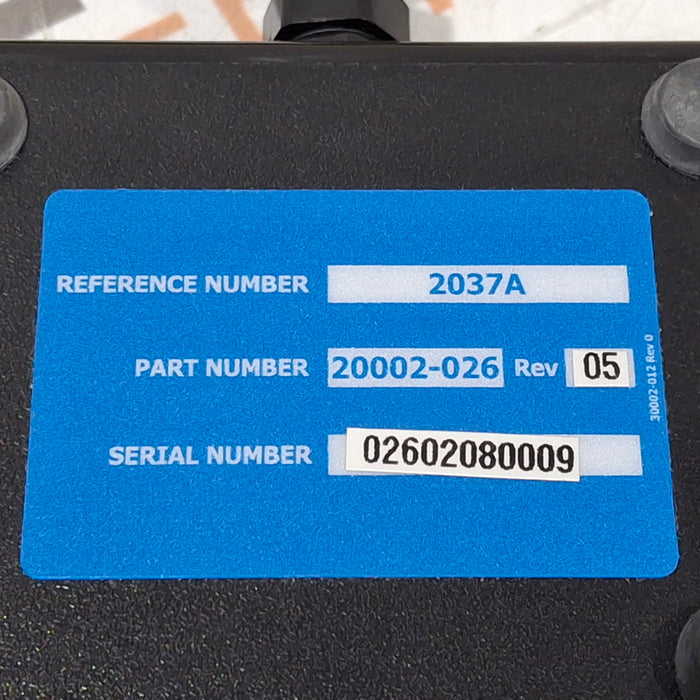 REFERENCE NUMBER 2037A
PART NUMBER 20002-026 Rev 05
SERIAL NUMBER 02602080009
30002-012 Rev 0